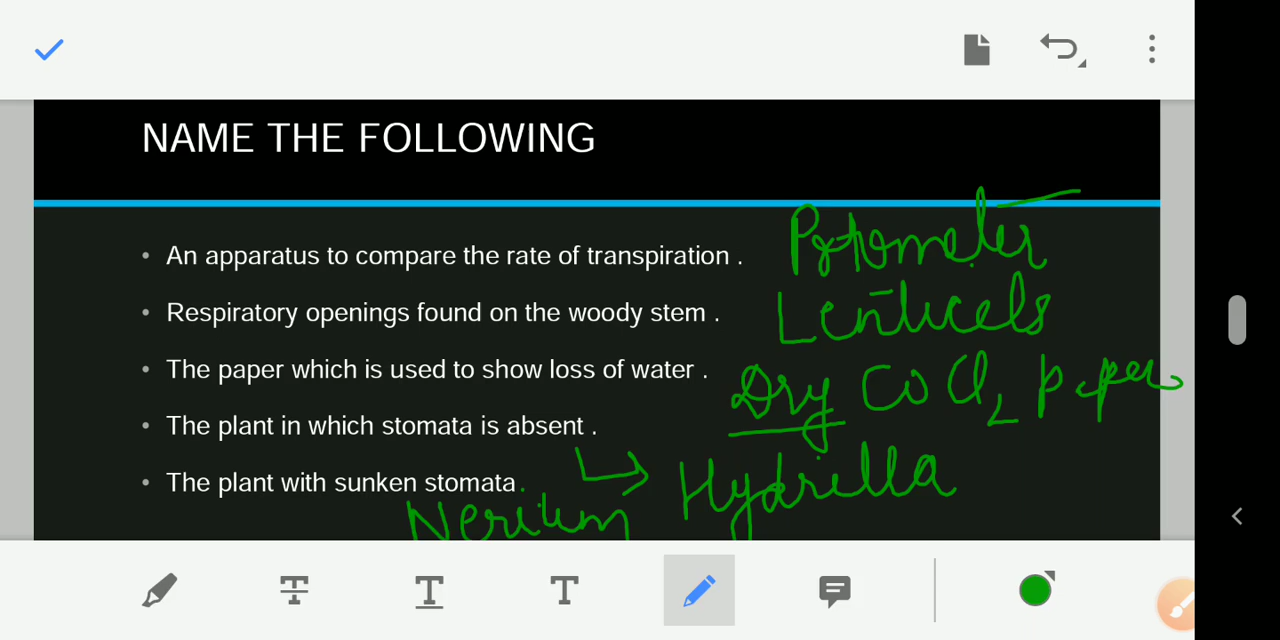 NAME THE FOLLOWING
• An apparatus to compare the rate of transpiration . Potometer
• Respiratory openings found on the woody stem . Lenticels
• The paper which is used to show loss of water . Dry CoCl₂ Paper
• The plant in which stomata is absent . → Hydrilla
• The plant with sunken stomata. Nerium
T T T